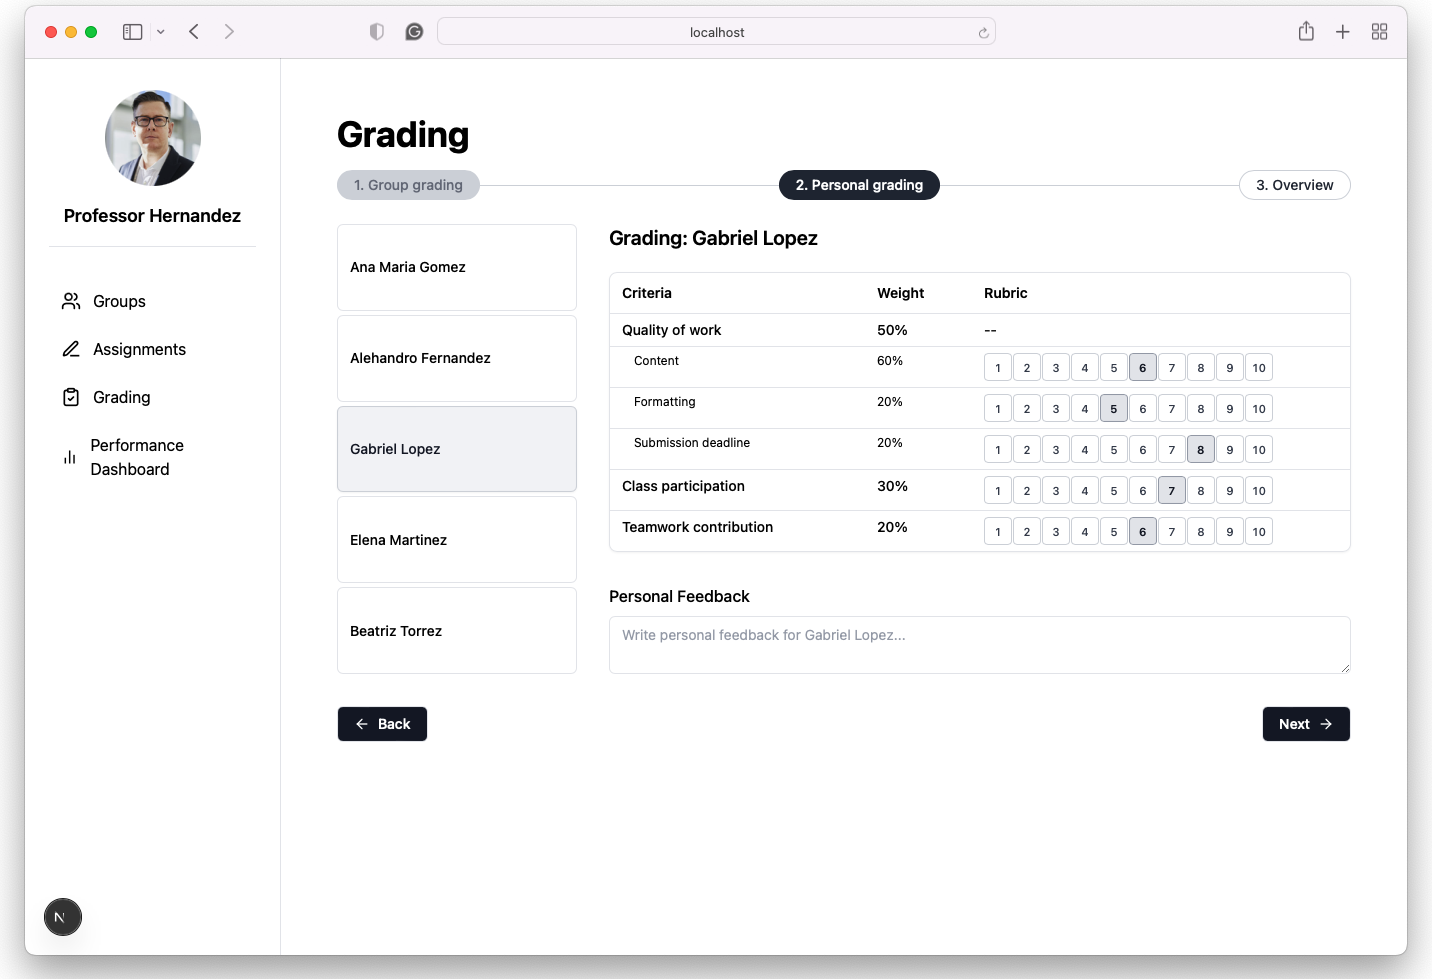 localhost
Professor Hernandez
Groups
Assignments
Grading
Performance
Dashboard
N
Grading
1. Group grading
2. Personal grading
3. Overview
Ana Maria Gomez
Alehandro Fernandez
Gabriel Lopez
Elena Martinez
Beatriz Torrez
Grading: Gabriel Lopez
Criteria Weight Rubric
Quality of work 50% --
Content 60% 1 2 3 4 5 6 7 8 9 10
Formatting 20% 1 2 3 4 5 6 7 8 9 10
Submission deadline 20% 1 2 3 4 5 6 7 8 9 10
Class participation 30% 1 2 3 4 5 6 7 8 9 10
Teamwork contribution 20% 1 2 3 4 5 6 7 8 9 10
Personal Feedback
Write personal feedback for Gabriel Lopez...
Back
Next